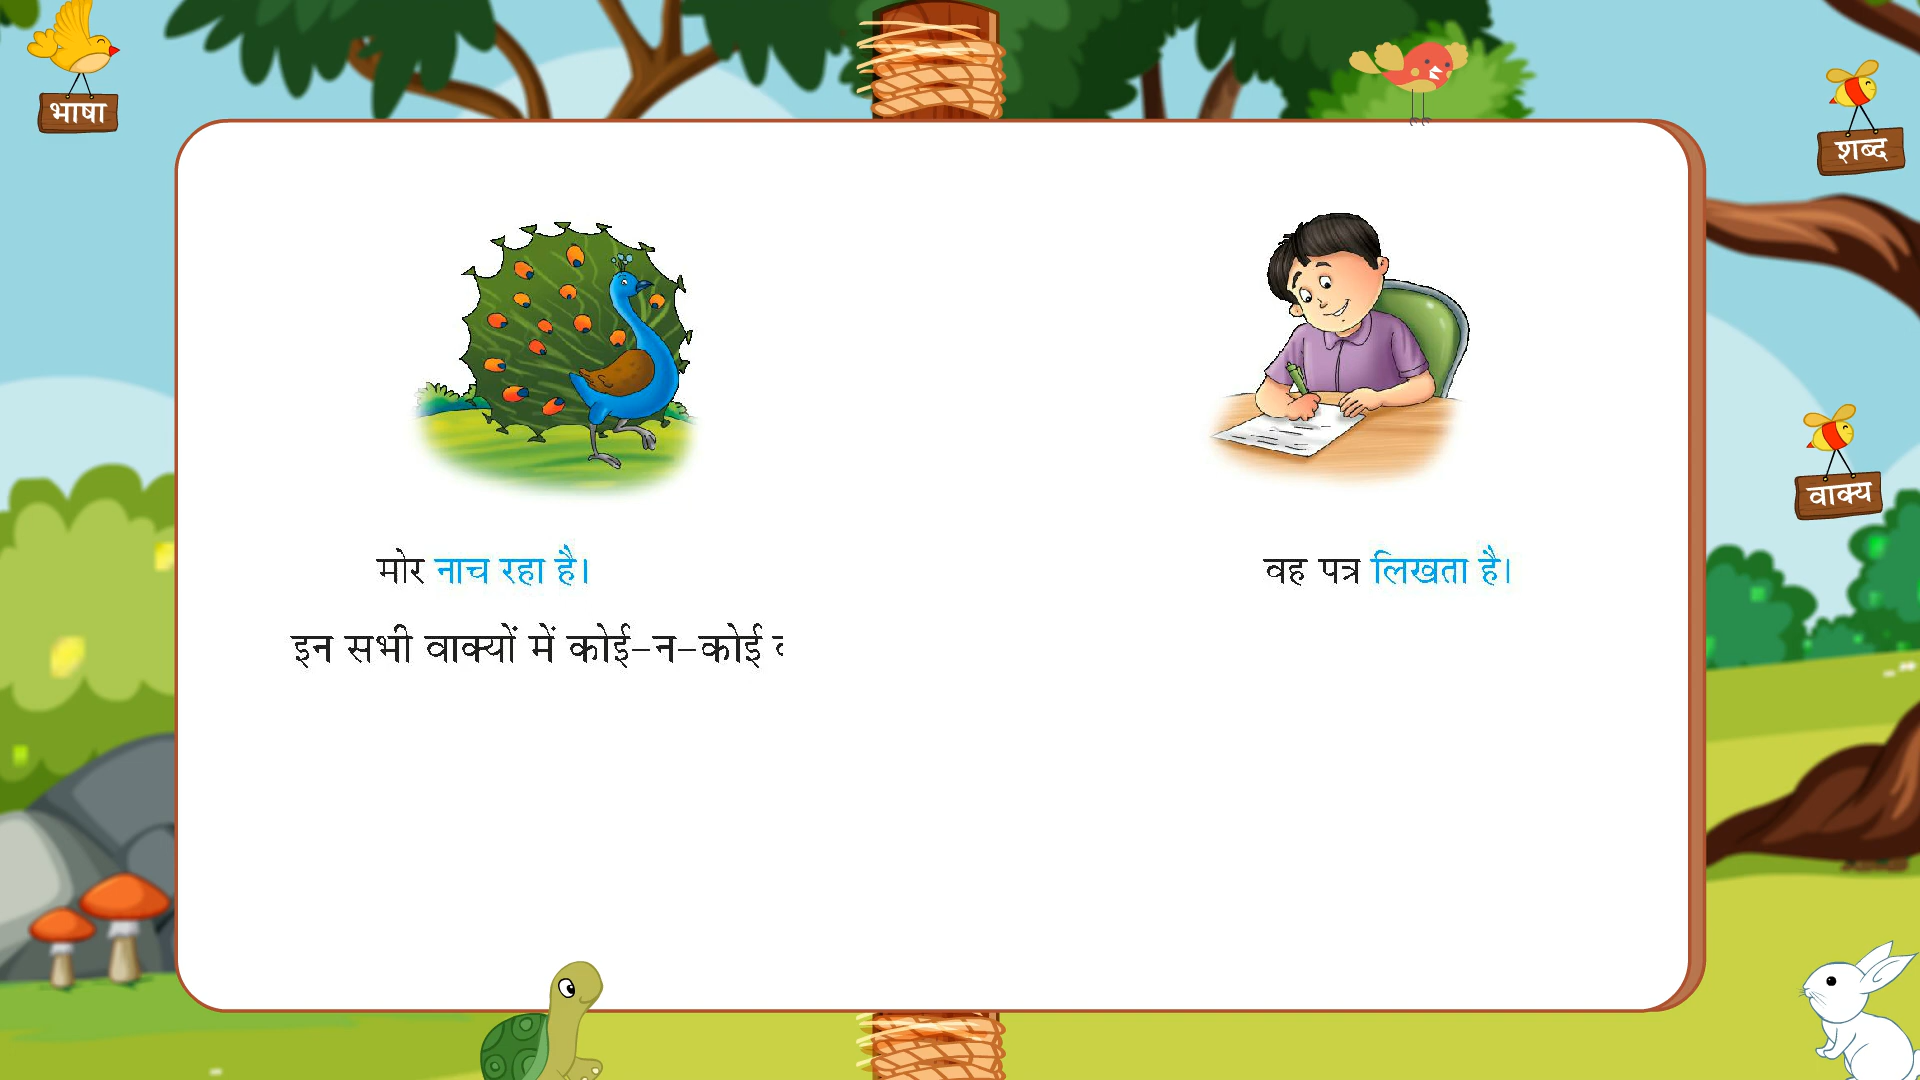 भाषा
शब्द
वाक्य
मोर नाच रहा है।
वह पत्र लिखता है।
इन सभी वाक्यों में कोई-न-कोई